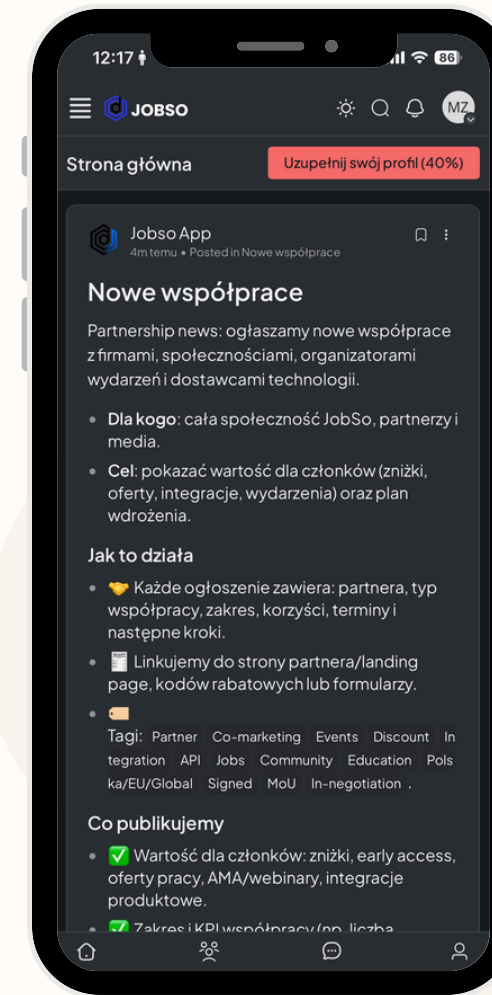 12:17
86
JOBSO
MZ
Strona główna
Uzupełnij swój profil (40%)
Jobso App
4m temu • Posted in Nowe współprace
Nowe współprace
Partnership news: ogłaszamy nowe współprace
z firmami, społecznościami, organizatorami
wydarzeń i dostawcami technologii.
Dla kogo: cała społeczność JobSo, partnerzy i
media.
Cel: pokazać wartość dla członków (zniżki,
oferty, integracje, wydarzenia) oraz plan
wdrożenia.
Jak to działa
🤝 Każde ogłoszenie zawiera: partnera, typ
współpracy, zakres, korzyści, terminy i
następne kroki.
🧾 Linkujemy do strony partnera/landing
page, kodów rabatowych lub formularzy.
🏷️
Tagi: Partner Co-marketing Events Discount In
tegration API Jobs Community Education Pols
ka/EU/Global Signed MoU In-negotiation .
Co publikujemy
✅ Wartość dla członków: zniżki, early access,
oferty pracy, AMA/webinary, integracje
produktowe.
✅ Zakres i KPI współpracy (np. liczba